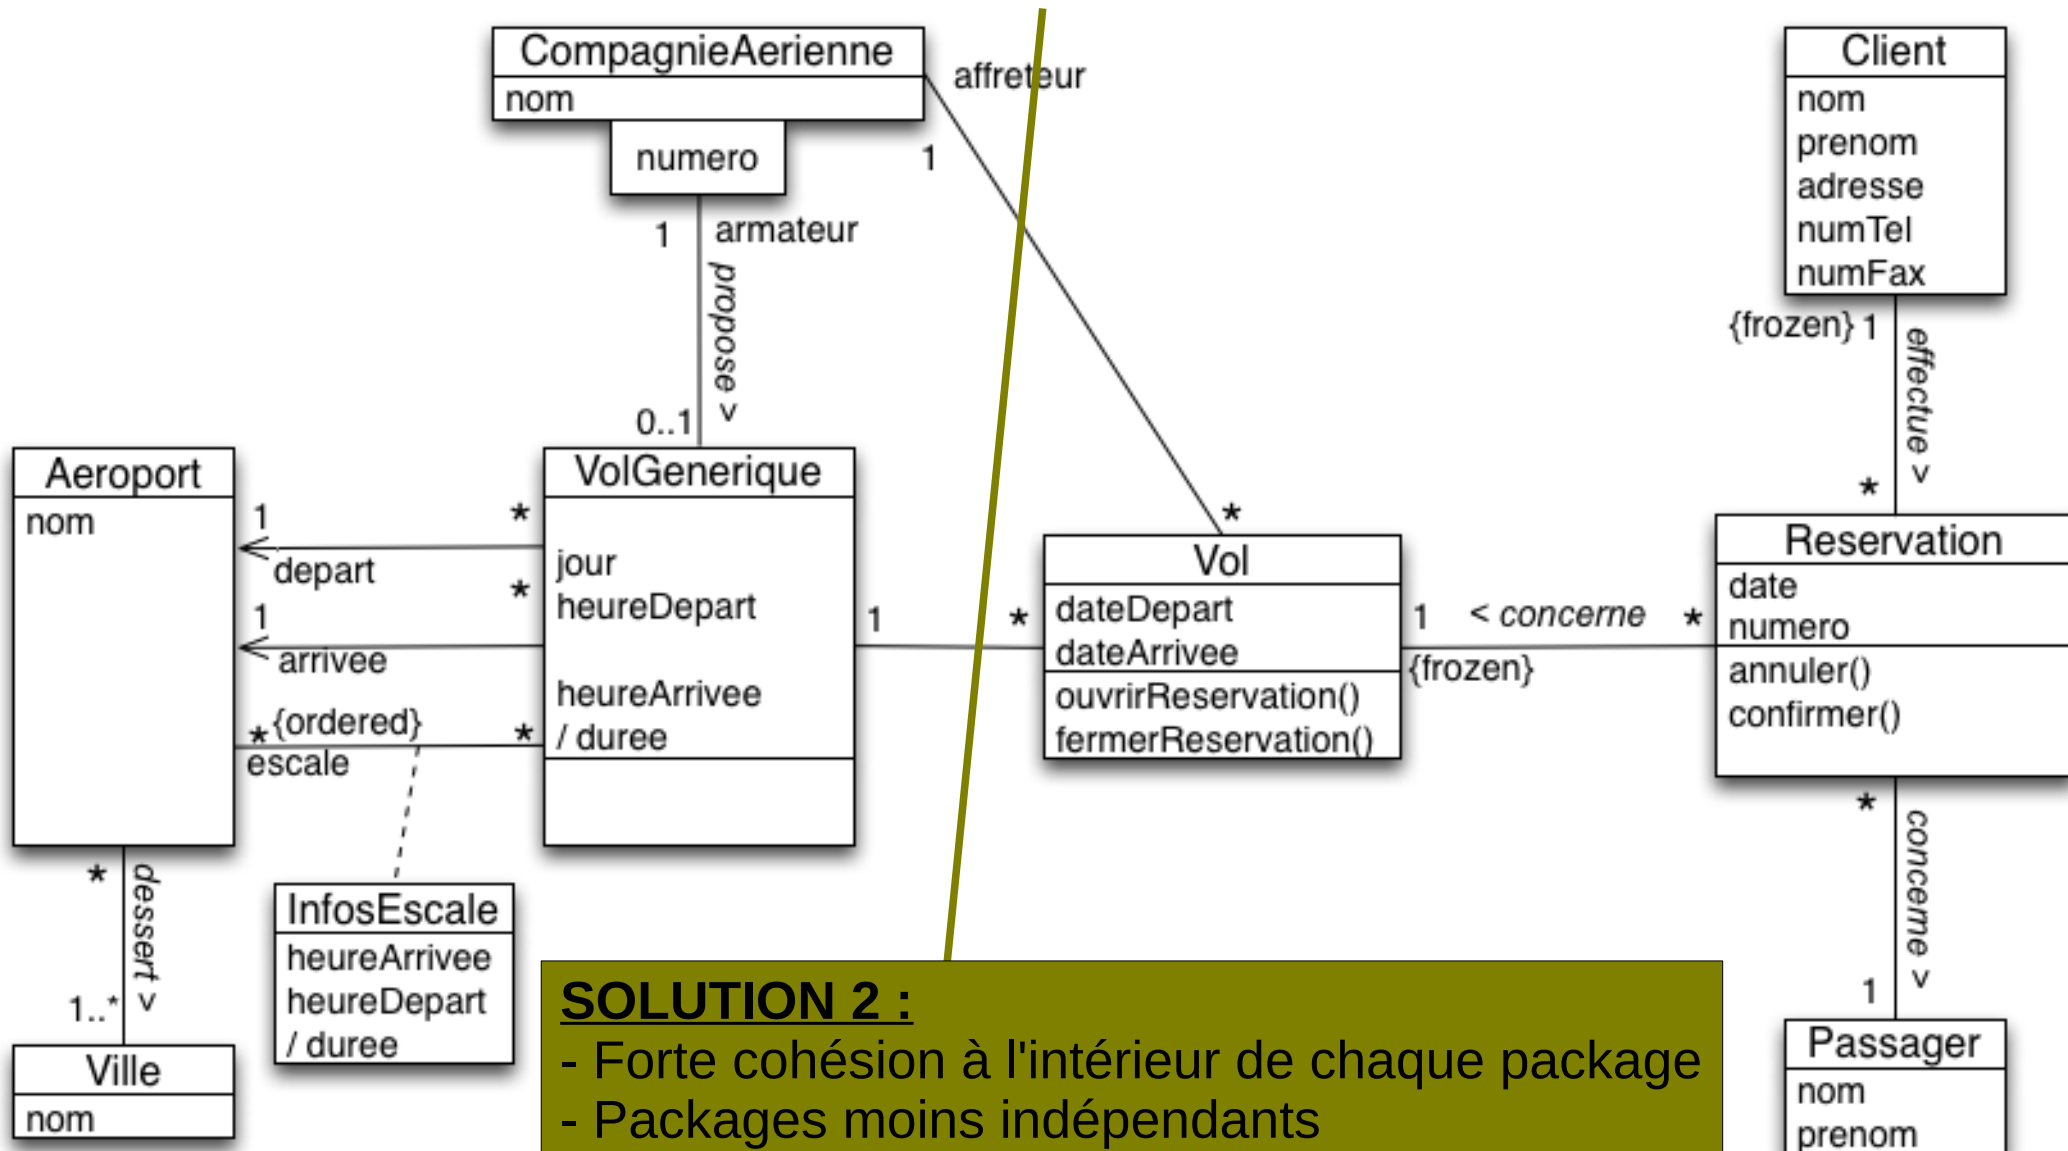 CompagnieAerienne
nom
numero
affreteur
1
1
armateur
propose >
0..1
Client
nom
prenom
adresse
numTel
numFax
{frozen} 1
effectue >
*
Aeroport
nom
1
*
depart
1
*
arrivee
* {ordered}
*
escale
VolGenerique
jour
heureDepart
heureArrivee
/ duree
1
*
*
Vol
dateDepart
dateArrivee
ouvrirReservation()
fermerReservation()
1 < concerne *
{frozen}
Reservation
date
numero
annuler()
confirmer()
*
concerne >
1
*
dessert >
1..*
InfosEscale
heureArrivee
heureDepart
/ duree
Ville
nom
Passager
nom
prenom
SOLUTION 2 :
- Forte cohésion à l'intérieur de chaque package
- Packages moins indépendants